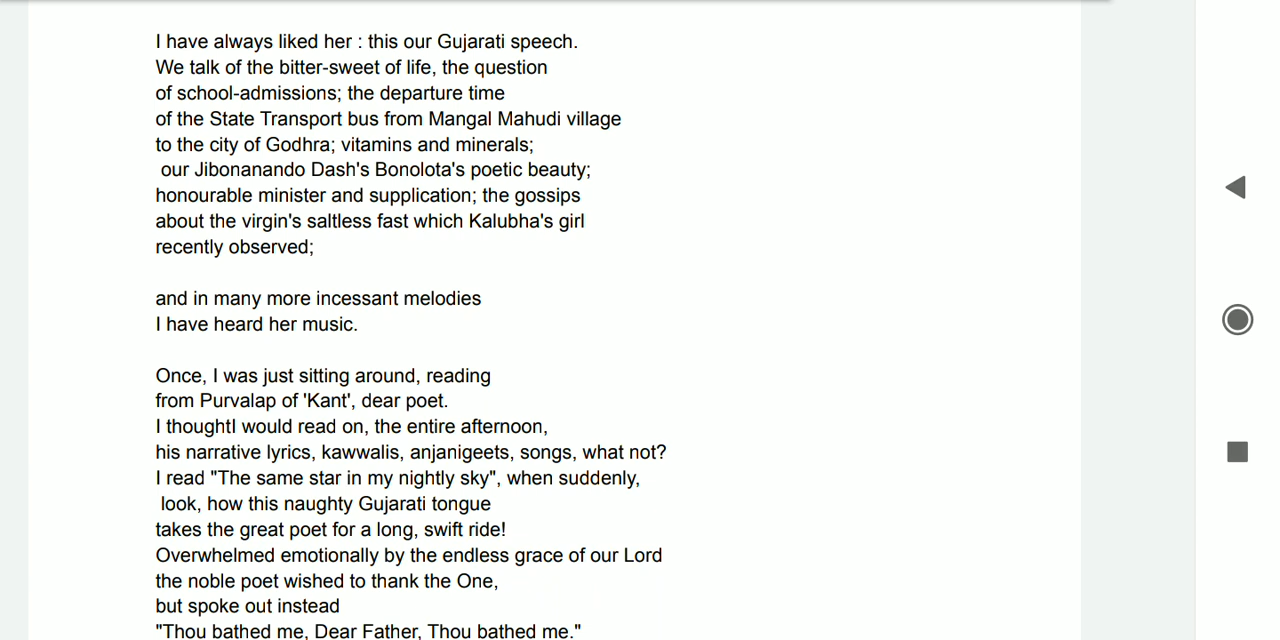 I have always liked her : this our Gujarati speech.
We talk of the bitter-sweet of life, the question
of school-admissions; the departure time
of the State Transport bus from Mangal Mahudi village
to the city of Godhra; vitamins and minerals;
our Jibonanando Dash's Bonolota's poetic beauty;
honourable minister and supplication; the gossips
about the virgin's saltless fast which Kalubha's girl
recently observed;
and in many more incessant melodies
I have heard her music.
Once, I was just sitting around, reading
from Purvalap of 'Kant', dear poet.
I thoughtI would read on, the entire afternoon,
his narrative lyrics, kawwalis, anjanigeets, songs, what not?
I read "The same star in my nightly sky", when suddenly,
look, how this naughty Gujarati tongue
takes the great poet for a long, swift ride!
Overwhelmed emotionally by the endless grace of our Lord
the noble poet wished to thank the One,
but spoke out instead
"Thou bathed me, Dear Father, Thou bathed me."